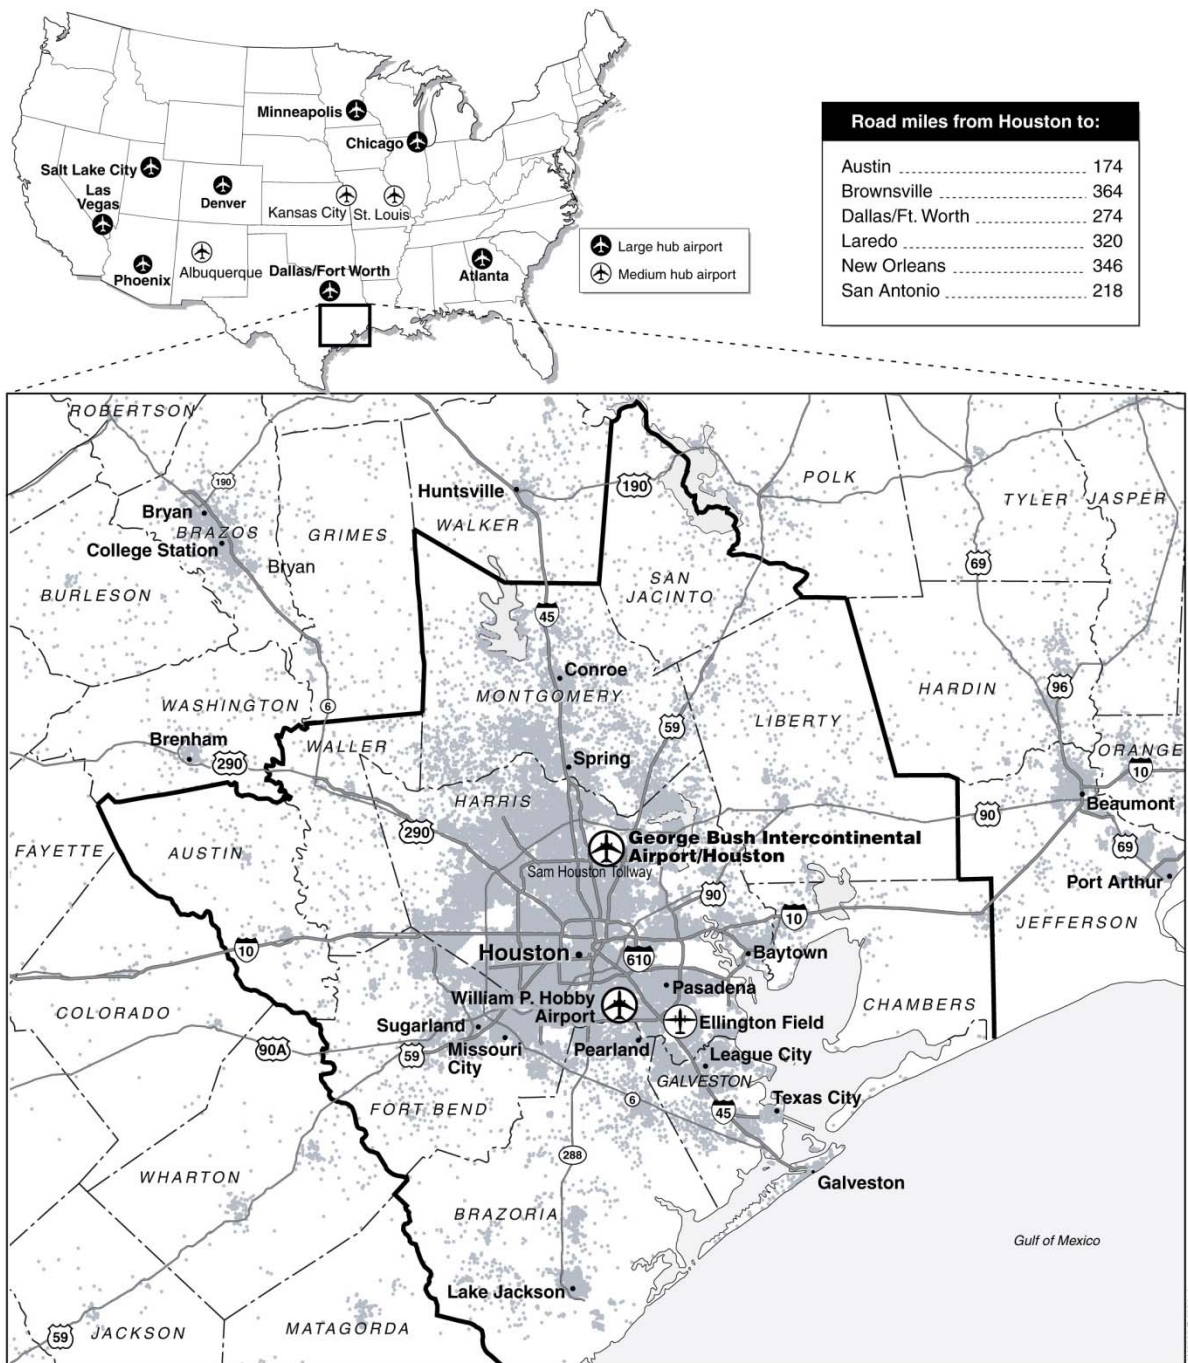 Minneapolis
Chicago
Salt Lake City
Las
Vegas
Denver
Kansas City
St. Louis
Phoenix
Albuquerque
Dallas/Fort Worth
Atlanta
Large hub airport
Medium hub airport
Road miles from Houston to:
Austin 174
Brownsville 364
Dallas/Ft. Worth 274
Laredo 320
New Orleans 346
San Antonio 218
ROBERTSON
190
Huntsville
190
POLK
Bryan
BRAZOS
GRIMES
WALKER
TYLER
JASPER
College Station
Bryan
69
BURLESON
SAN
JACINTO
45
Conroe
MONTGOMERY
HARDIN
96
WASHINGTON
6
59
LIBERTY
Brenham
290
WALLER
Spring
ORANGE
10
HARRIS
Beaumont
290
90
George Bush Intercontinental
Airport/Houston
69
FAYETTE
AUSTIN
Sam Houston Tollway
90
Port Arthur
10
JEFFERSON
10
Houston
610
Baytown
Pasadena
William P. Hobby
Airport
CHAMBERS
COLORADO
Sugarland
Ellington Field
90A
59
Missouri
City
Pearland
League City
GALVESTON
Texas City
FORT BEND
6
45
288
WHARTON
Galveston
BRAZORIA
Gulf of Mexico
Lake Jackson
59
JACKSON
MATAGORDA